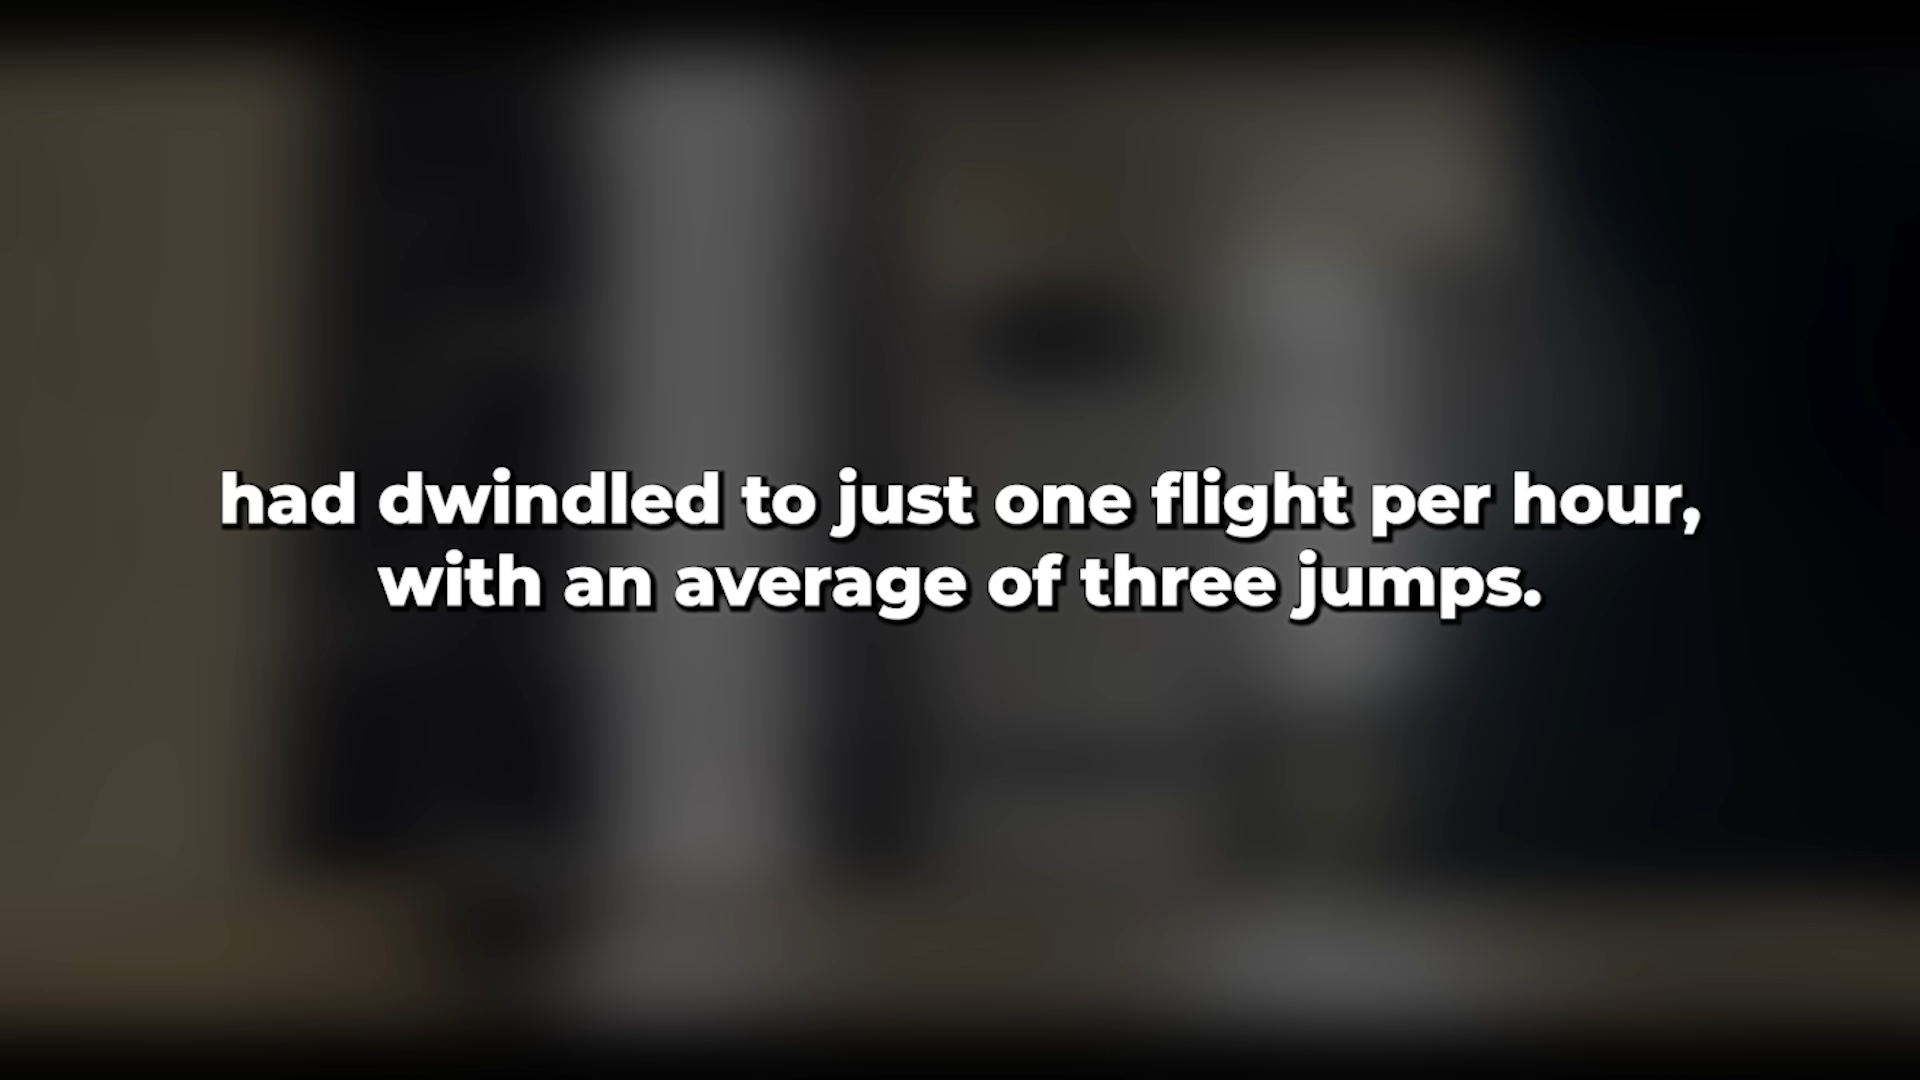 had dwindled to just one flight per hour,
with an average of three jumps.